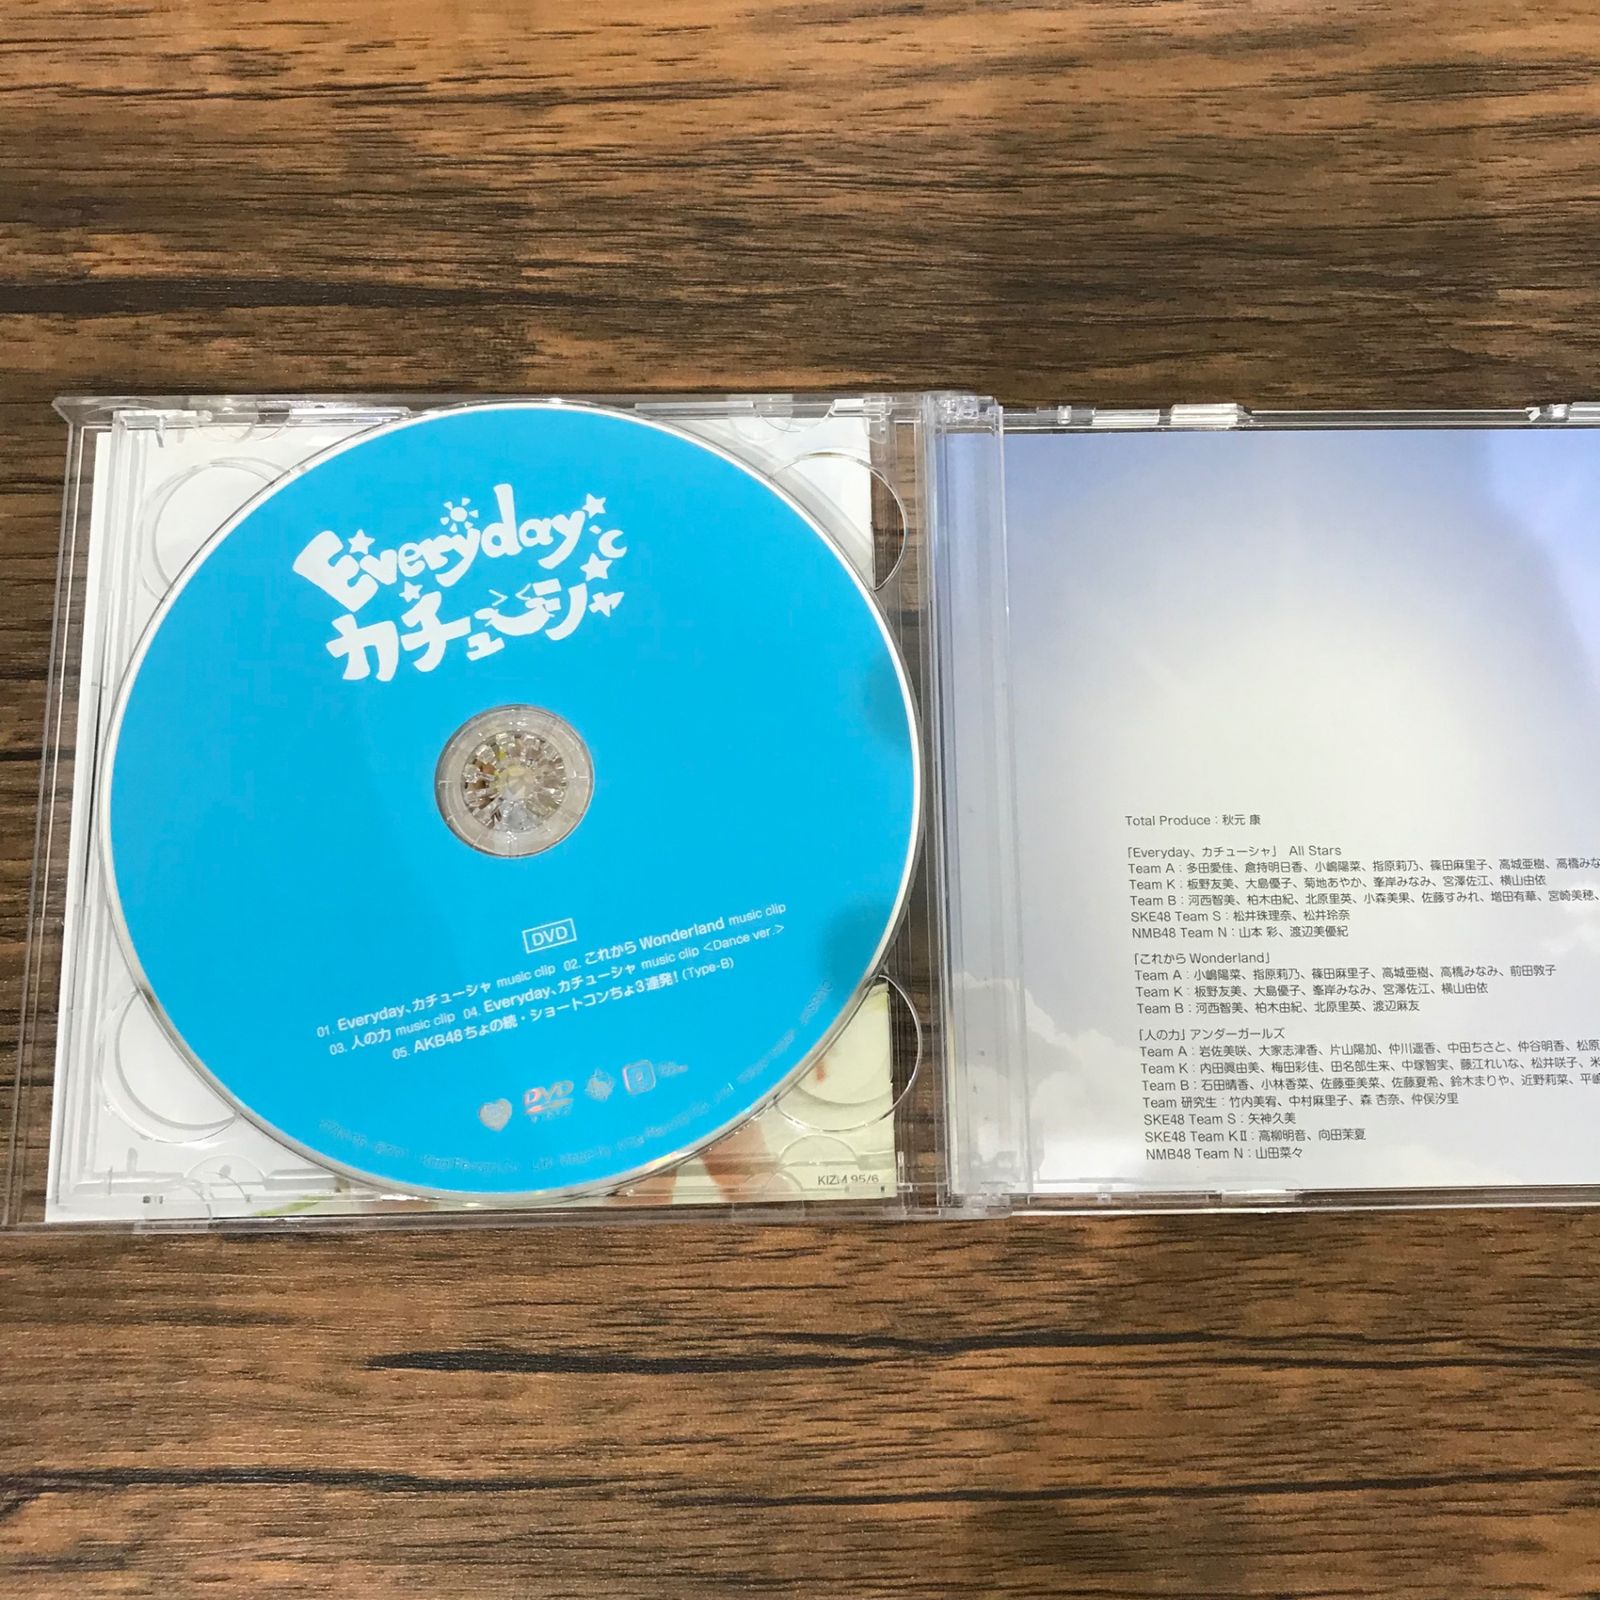 Everyday、
カチューシャ
DVD
01. Everyday、カチューシャ music clip 02. これから Wonderland music clip
03. 人の力 music clip 04. Everyday、カチューシャ music clip <Dance ver.>
05. AKB48 ちょの続・ショートコンちょ3連発! (Type-B)
DVD
KIZM 95/6
Total Produce：秋元 康
「Everyday、カチューシャ」 All Stars
Team A：多田愛佳、倉持明日香、小嶋陽菜、指原莉乃、篠田麻里子、高城亜樹、高橋みな
Team K：板野友美、大島優子、菊地あやか、峯岸みなみ、宮澤佐江、横山由依
Team B：河西智美、柏木由紀、北原里英、小森美果、佐藤すみれ、増田有華、宮崎美穂、
SKE48 Team S：松井珠理奈、松井玲奈
NMB48 Team N：山本 彩、渡辺美優紀
「これから Wonderland」
Team A：小嶋陽菜、指原莉乃、篠田麻里子、高城亜樹、高橋みなみ、前田敦子
Team K：板野友美、大島優子、峯岸みなみ、宮澤佐江、横山由依
Team B：河西智美、柏木由紀、北原里英、渡辺麻友
「人の力」アンダーガールズ
Team A：岩佐美咲、大家志津香、片山陽加、仲川遥香、中田ちさと、仲谷明香、松原
Team K：内田眞由美、梅田彩佳、田名部生来、中塚智実、藤江れいな、松井咲子、米
Team B：石田晴香、小林香菜、佐藤亜美菜、佐藤夏希、鈴木まりや、近野莉菜、平嶋
Team 研究生：竹内美宥、中村麻里子、森 杏奈、仲俣汐里
SKE48 Team S：矢神久美
SKE48 Team KⅡ：高柳明音、向田茉夏
NMB48 Team N：山田菜々